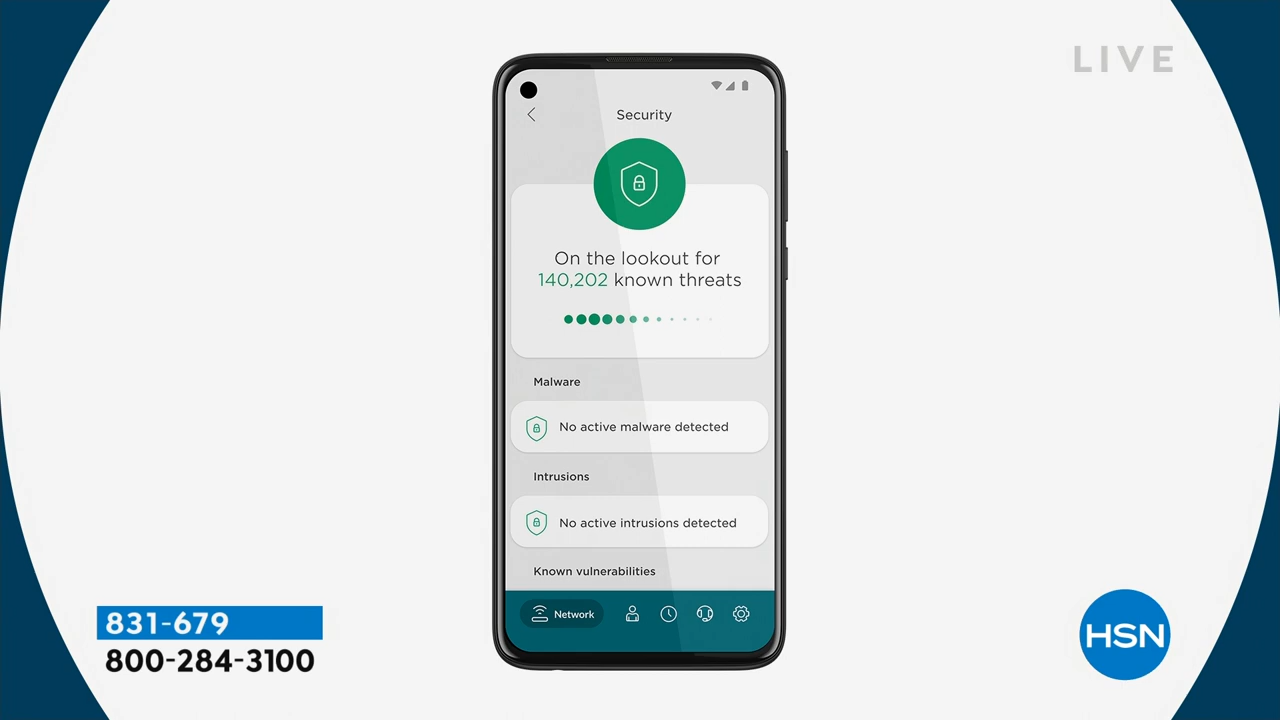 LIVE
Security
On the lookout for
140,202 known threats
Malware
No active malware detected
Intrusions
No active intrusions detected
Known vulnerabilities
Network
831-679
800-284-3100
HSN